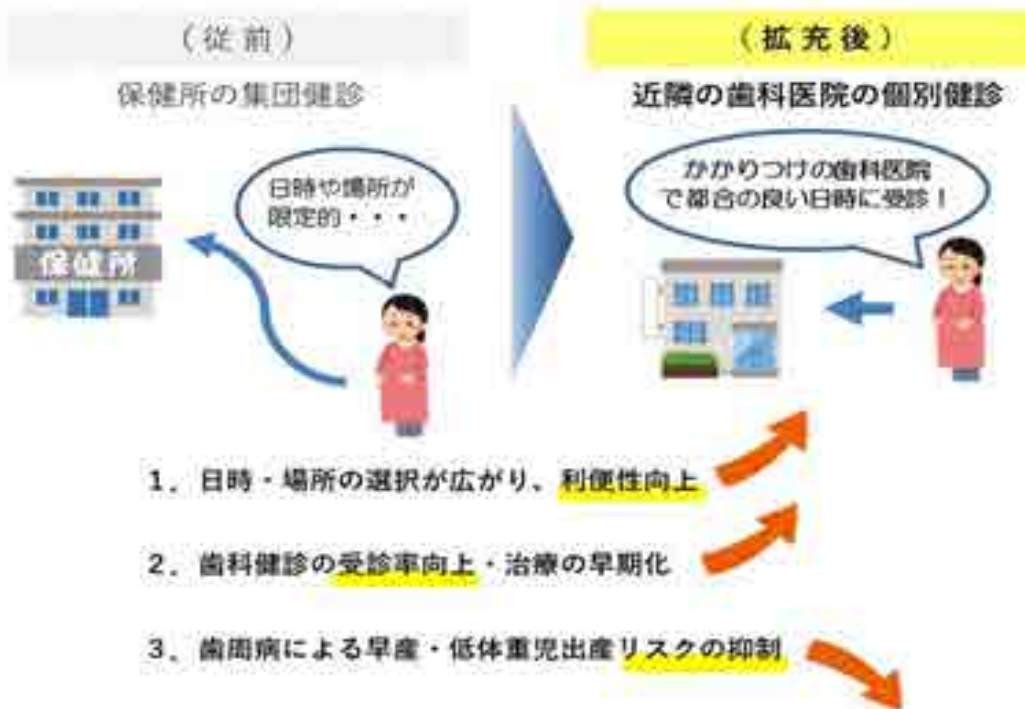 （従前）
保健所の集団健診
日時や場所が
限定的・・・
保健所
（拡充後）
近隣の歯科医院の個別健診
かかりつけの歯科医院
で都合の良い日時に受診！
1．日時・場所の選択が広がり、利便性向上
2．歯科健診の受診率向上・治療の早期化
3．歯周病による早産・低体重児出産リスクの抑制